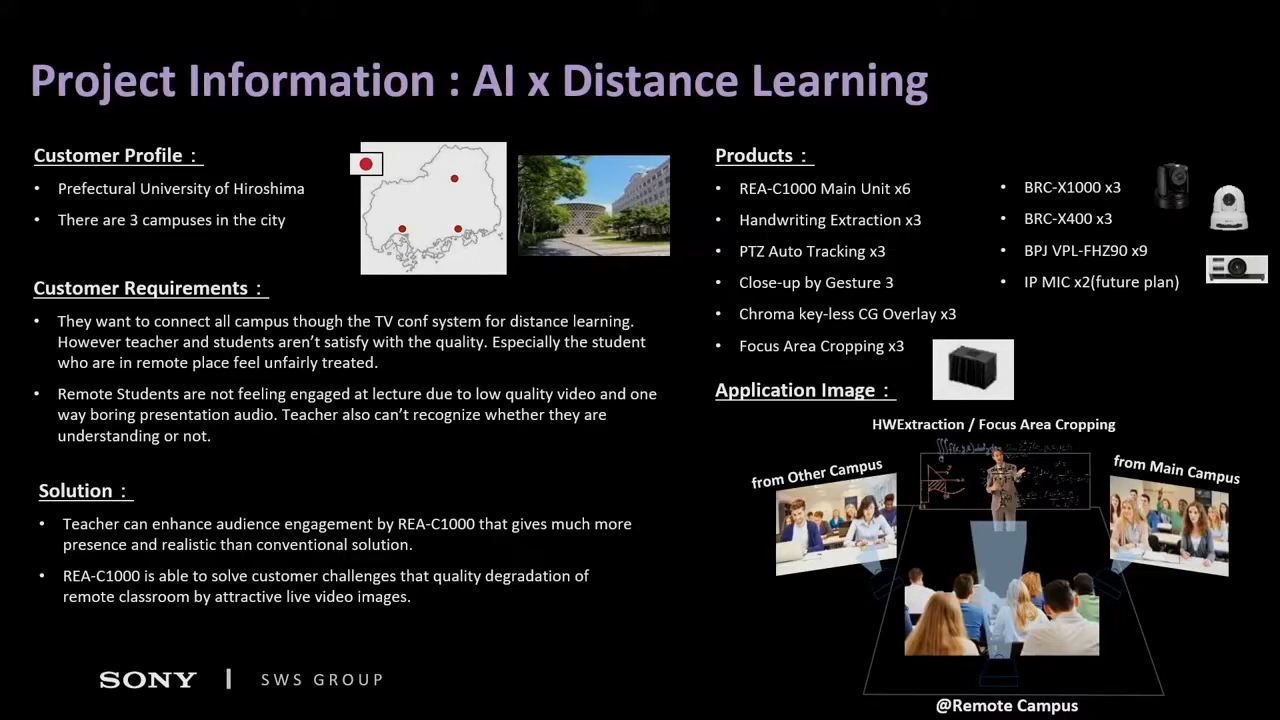 Project Information : AI x Distance Learning
Customer Profile :
• Prefectural University of Hiroshima
• There are 3 campuses in the city
Customer Requirements :
• They want to connect all campus though the TV conf system for distance learning.
However teacher and students aren't satisfy with the quality. Especially the student
who are in remote place feel unfairly treated.
• Remote Students are not feeling engaged at lecture due to low quality video and one
way boring presentation audio. Teacher also can't recognize whether they are
understanding or not.
Solution :
• Teacher can enhance audience engagement by REA-C1000 that gives much more
presence and realistic than conventional solution.
• REA-C1000 is able to solve customer challenges that quality degradation of
remote classroom by attractive live video images.
SONY | SWS GROUP
Products :
• REA-C1000 Main Unit x6
• Handwriting Extraction x3
• PTZ Auto Tracking x3
• Close-up by Gesture 3
• Chroma key-less CG Overlay x3
• Focus Area Cropping x3
• BRC-X1000 x3
• BRC-X400 x3
• BPJ VPL-FHZ90 x9
• IP MIC x2(future plan)
Application Image :
HWExtraction / Focus Area Cropping
from Other Campus
from Main Campus
@Remote Campus